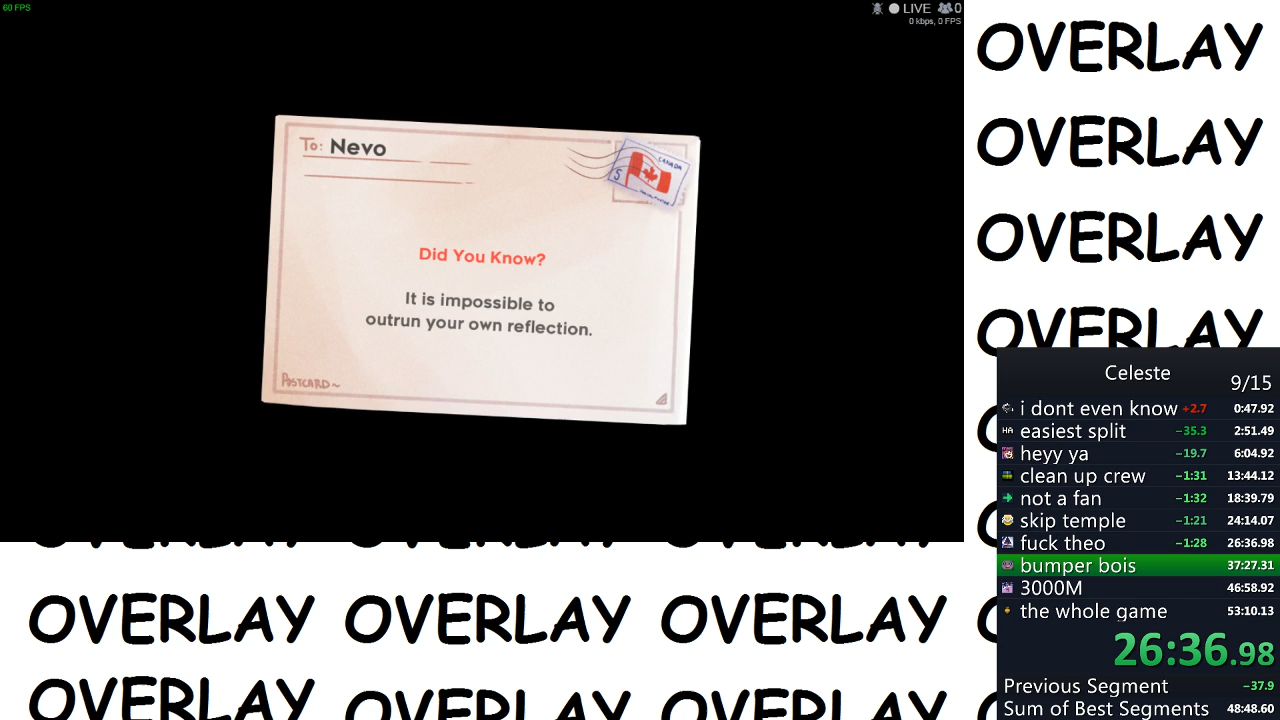 60 FPS
LIVE 0
0 kbps, 0 FPS
To: Nevo
CANADA
5
Did You Know?
It is impossible to
outrun your own reflection.
POSTCARD~
OVERLAY
OVERLAY
OVERLAY
OVERLAY
Celeste
9/15
i dont even know +2.7 0:47.92
HA easiest split −35.3 2:51.49
heyy ya −19.7 6:04.92
clean up crew −1:31 13:44.12
not a fan −1:32 18:39.79
skip temple −1:21 24:14.07
fuck theo −1:28 26:36.98
bumper bois 37:27.31
3000M 46:58.92
the whole game 53:10.13
26:36.98
Previous Segment −37.9
Sum of Best Segments 48:48.60
OVERLAY OVERLAY OVERLAY
OVERLAY OVERLAY OVERLAY